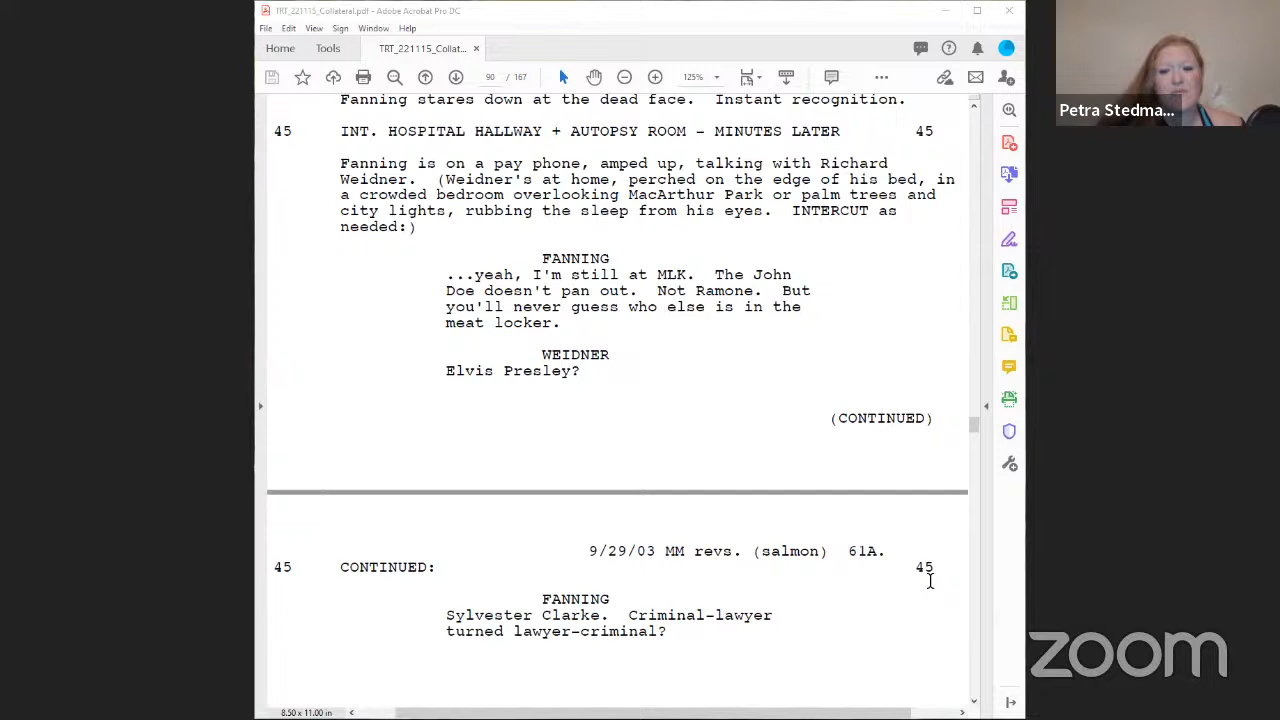 TRT_221115_Collateral.pdf - Adobe Acrobat Pro DC
File Edit View Sign Window Help
Home Tools TRT_221115_Collat... ×
90 / 167 125%
Fanning stares down at the dead face. Instant recognition.
45 INT. HOSPITAL HALLWAY + AUTOPSY ROOM - MINUTES LATER 45
Fanning is on a pay phone, amped up, talking with Richard
Weidner. (Weidner's at home, perched on the edge of his bed, in
a crowded bedroom overlooking MacArthur Park or palm trees and
city lights, rubbing the sleep from his eyes. INTERCUT as
needed:)
FANNING
...yeah, I'm still at MLK. The John
Doe doesn't pan out. Not Ramone. But
you'll never guess who else is in the
meat locker.
WEIDNER
Elvis Presley?
(CONTINUED)
9/29/03 MM revs. (salmon) 61A.
45 CONTINUED: 45
FANNING
Sylvester Clarke. Criminal-lawyer
turned lawyer-criminal?
8.50 x 11.00 in
Petra Stedma...
zoom